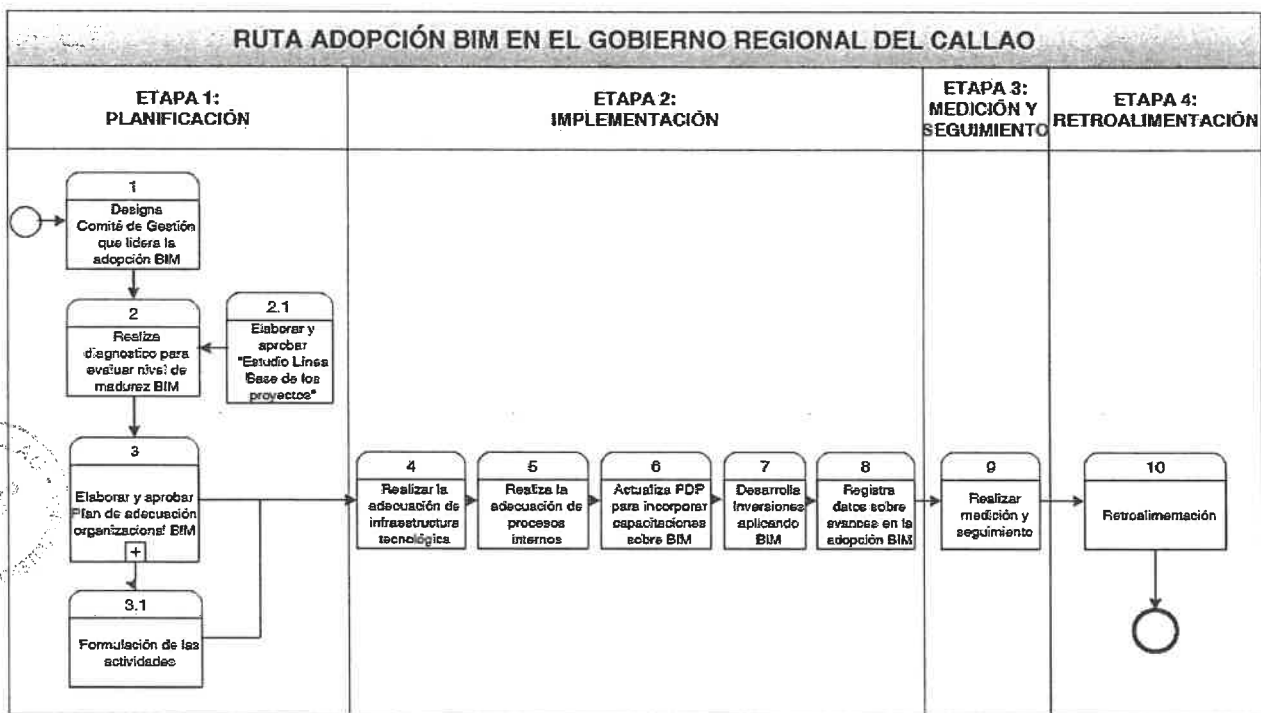 RUTA ADOPCIÓN BIM EN EL GOBIERNO REGIONAL DEL CALLAO
ETAPA 1:
PLANIFICACIÓN
ETAPA 2:
IMPLEMENTACIÓN
ETAPA 3:
MEDICIÓN Y
SEGUIMIENTO
ETAPA 4:
RETROALIMENTACIÓN
1
Designa
Comité de Gestión
que lidera la
adopción BIM
2
Realiza
diagnostico para
evaluar nivel de
madurez BIM
2.1
Elaborar y
aprobar
"Estudio Línea
Base de los
proyectos"
3
Elaborar y aprobar
Plan de adecuación
organizacional BIM
+
3.1
Formulación de las
actividades
4
Realizar la
adecuación de
infraestructura
tecnológica
5
Realiza la
adecuación de
procesos
internos
6
Actualiza PDP
para incorporar
capacitaciones
sobre BIM
7
Desarrolla
inversiones
aplicando
BIM
8
Registra
datos sobre
avances en la
adopción BIM
9
Realizar
medición y
seguimiento
10
Retroalimentación